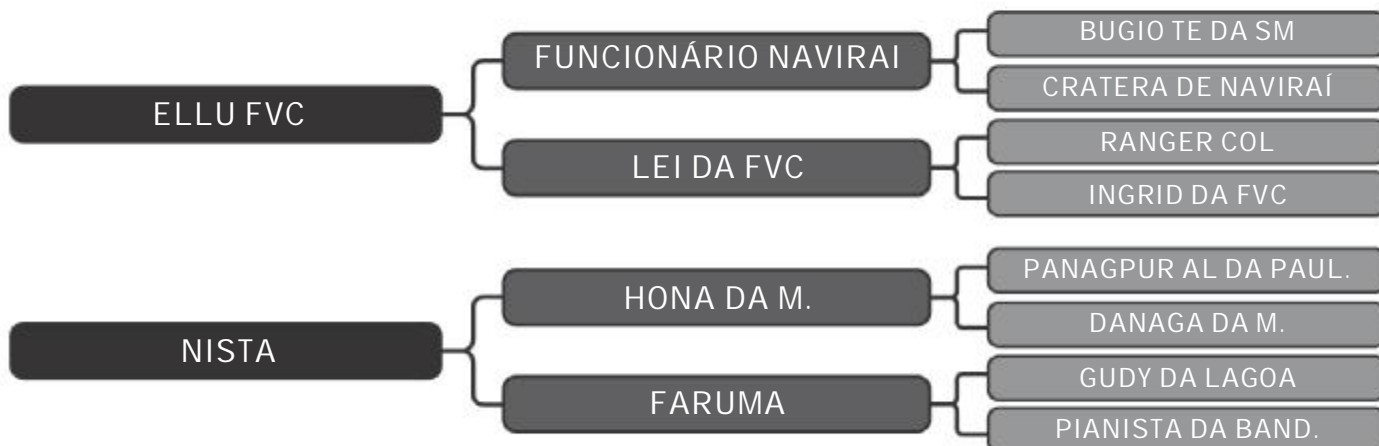 ELLU FVC
FUNCIONÁRIO NAVIRAI
BUGIO TE DA SM
CRATERA DE NAVIRAÍ
LEI DA FVC
RANGER COL
INGRID DA FVC
NISTA
HONA DA M.
PANAGPUR AL DA PAUL.
DANAGA DA M.
FARUMA
GUDY DA LAGOA
PIANISTA DA BAND.